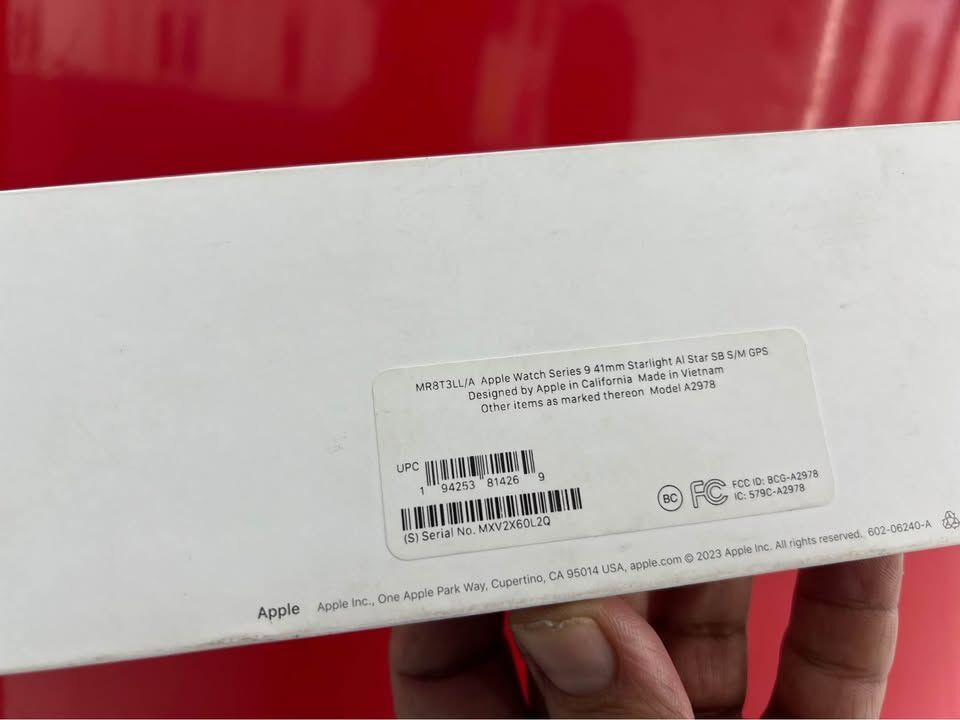 MR8T3LL/A Apple Watch Series 9 41mm Starlight Al Star SB S/M GPS
Designed by Apple in California Made in Vietnam
Other items as marked thereon Model A2978
UPC
1 94253 81426 9
(S) Serial No. MXV2X60L2Q
BC FC FCC ID: BCG-A2978
IC: 579C-A2978
Apple Apple Inc., One Apple Park Way, Cupertino, CA 95014 USA, apple.com © 2023 Apple Inc. All rights reserved. 602-06240-A